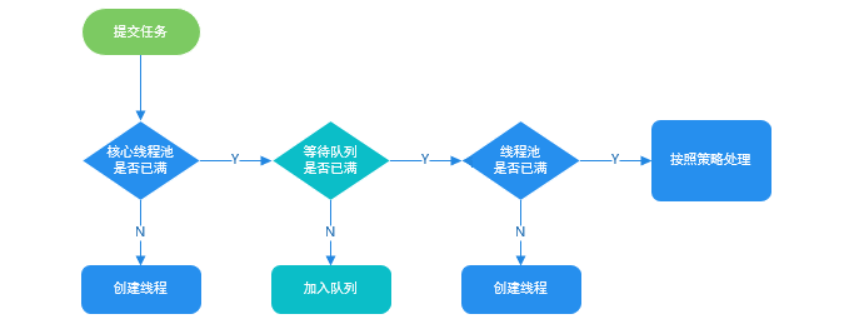 提交任务
核心线程池
是否已满
Y
等待队列
是否已满
Y
线程池
是否已满
Y
按照策略处理
N
N
N
创建线程
加入队列
创建线程